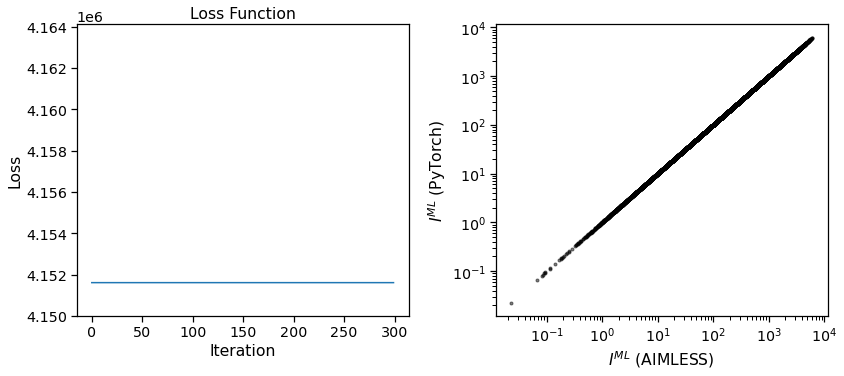 Loss Function
1e6
4.164
4.162
4.160
4.158
4.156
4.154
4.152
4.150
Loss
0 50 100 150 200 250 300
Iteration
10^4
10^3
10^2
10^1
10^0
10^-1
I^ML (PyTorch)
10^-1 10^0 10^1 10^2 10^3 10^4
I^ML (AIMLESS)